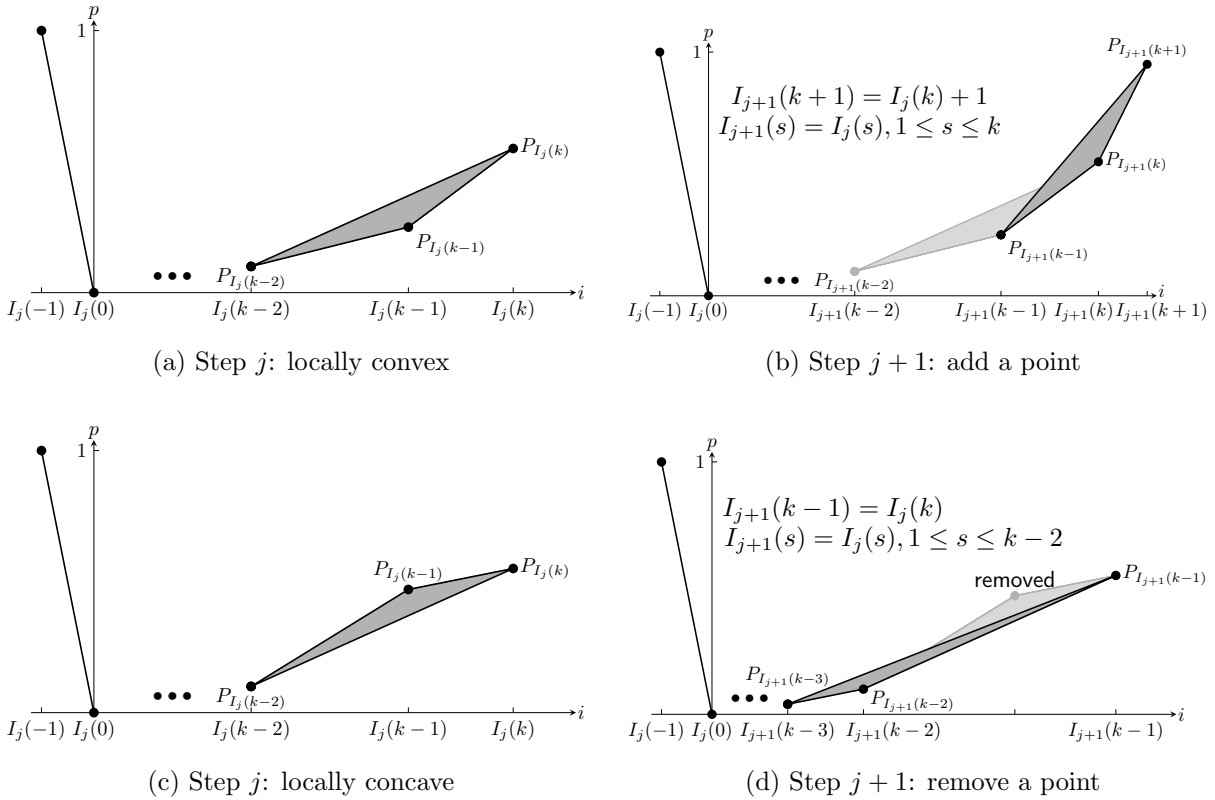 p
1
P_{I_j(k)}
P_{I_j(k−1)}
P_{I_j(k−2)}
i
I_j(−1) I_j(0) I_j(k − 2) I_j(k − 1) I_j(k)
(a) Step j: locally convex
p
1
P_{I_{j+1}(k+1)}
I_{j+1}(k + 1) = I_j(k) + 1
I_{j+1}(s) = I_j(s), 1 ≤ s ≤ k
P_{I_{j+1}(k)}
P_{I_{j+1}(k−1)}
P_{I_{j+1}(k−2)}
i
I_j(−1) I_j(0) I_{j+1}(k − 2) I_{j+1}(k − 1) I_{j+1}(k) I_{j+1}(k + 1)
(b) Step j + 1: add a point
p
1
P_{I_j(k−1)}
P_{I_j(k)}
P_{I_j(k−2)}
i
I_j(−1) I_j(0) I_j(k − 2) I_j(k − 1) I_j(k)
(c) Step j: locally concave
p
1
I_{j+1}(k − 1) = I_j(k)
I_{j+1}(s) = I_j(s), 1 ≤ s ≤ k − 2
removed
P_{I_{j+1}(k−1)}
P_{I_{j+1}(k−3)}
P_{I_{j+1}(k−2)}
i
I_j(−1) I_j(0) I_{j+1}(k − 3) I_{j+1}(k − 2) I_{j+1}(k − 1)
(d) Step j + 1: remove a point